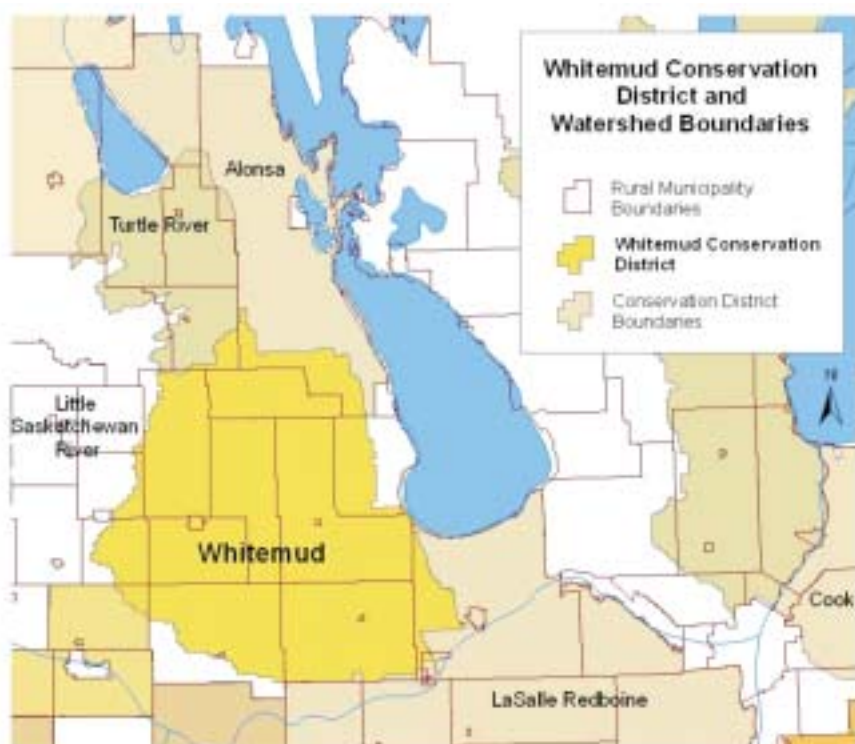 Whitemud Conservation
District and
Watershed Boundaries
Rural Municipality
Boundaries
Whitemud Conservation
District
Conservation District
Boundaries
Alonsa
Turtle River
Little
Saskatchewan
River
N
Whitemud
Cook
LaSalle Redboine